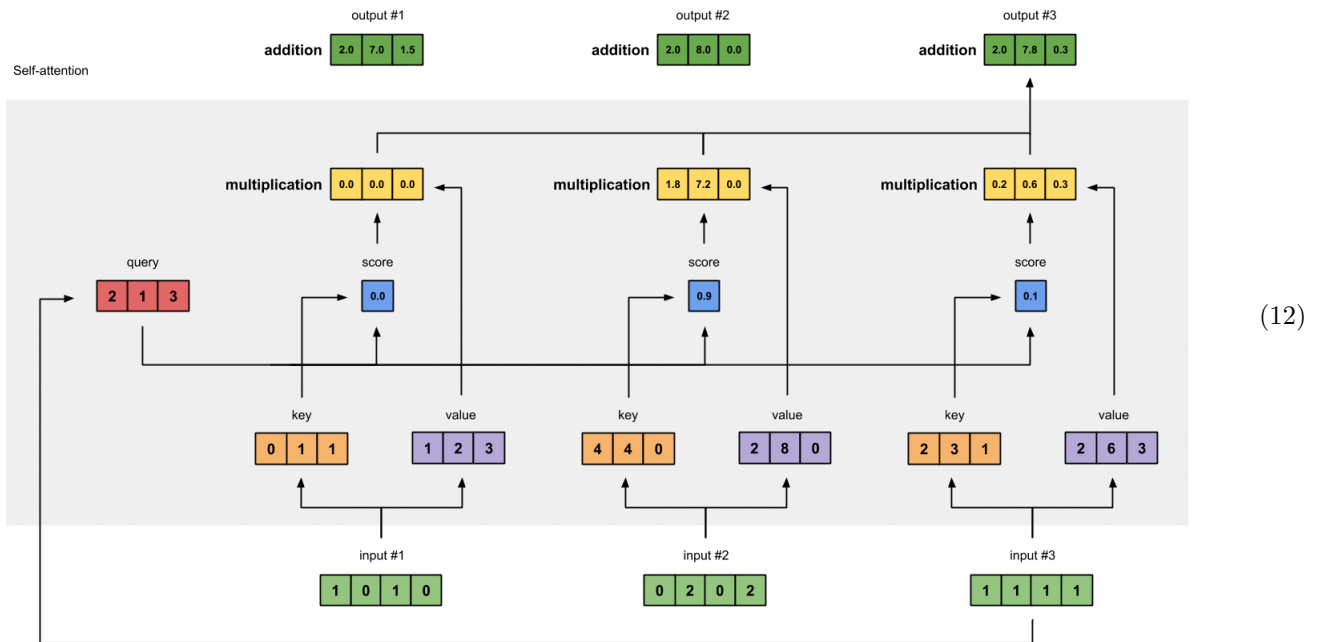 output #1 output #2 output #3
addition 2.0 7.0 1.5 addition 2.0 8.0 0.0 addition 2.0 7.8 0.3
Self-attention
multiplication 0.0 0.0 0.0 multiplication 1.8 7.2 0.0 multiplication 0.2 0.6 0.3
query score score score
2 1 3 0.0 0.9 0.1
(12)
key value key value key value
0 1 1 1 2 3 4 4 0 2 8 0 2 3 1 2 6 3
input #1 input #2 input #3
1 0 1 0 0 2 0 2 1 1 1 1